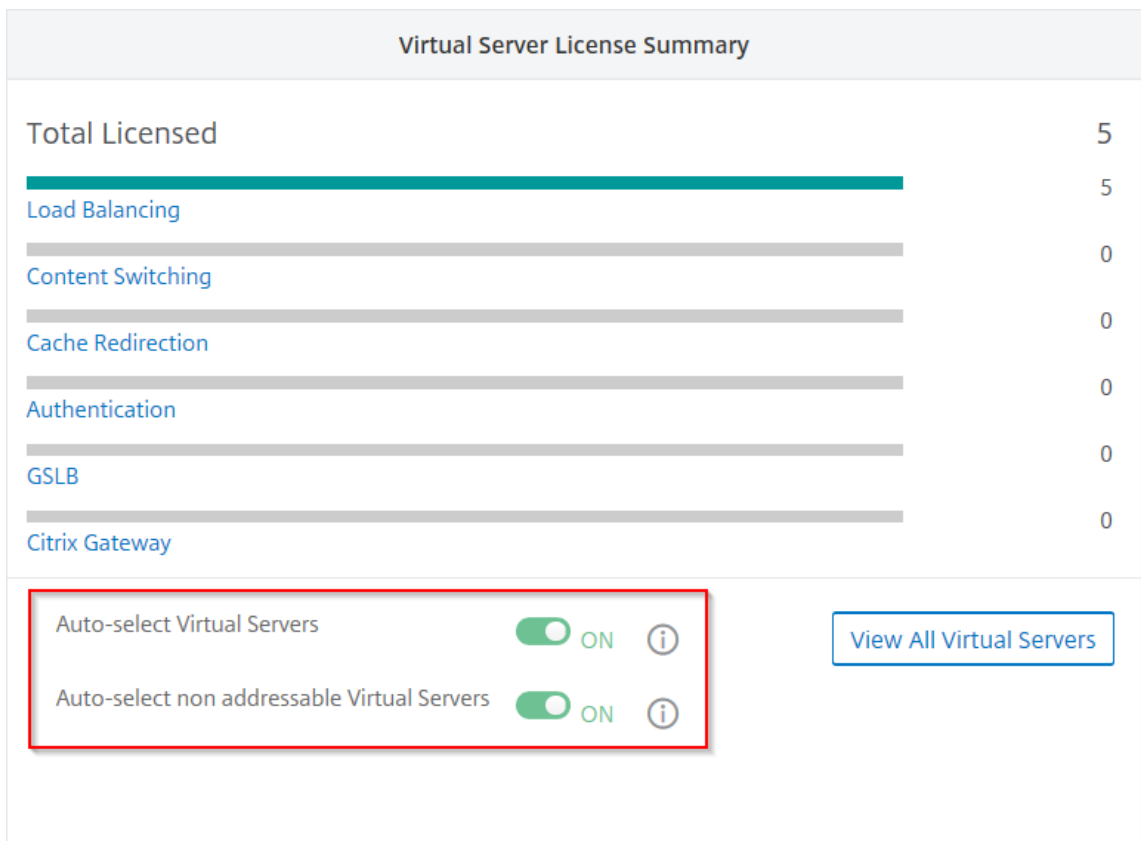 Virtual Server License Summary
Total Licensed 5
5
Load Balancing
0
Content Switching
0
Cache Redirection
0
Authentication
0
GSLB
0
Citrix Gateway
Auto-select Virtual Servers ON
View All Virtual Servers
Auto-select non addressable Virtual Servers ON